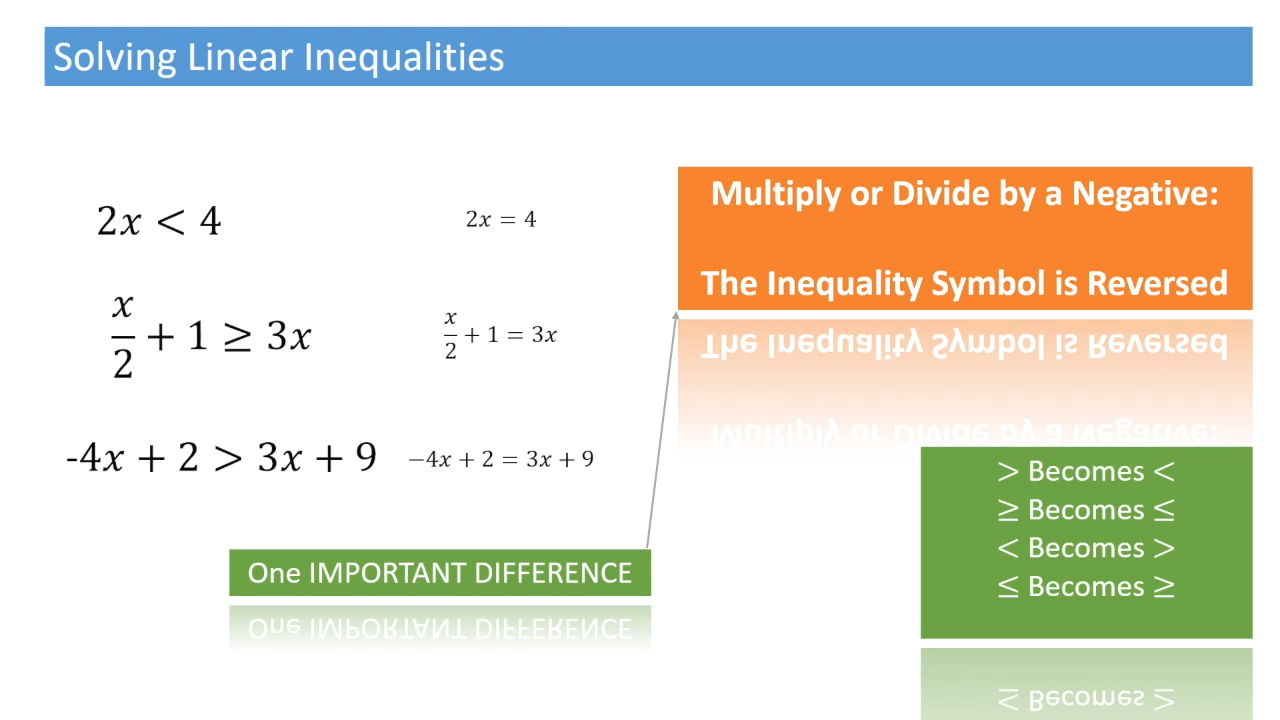 Solving Linear Inequalities
2x < 4
2x = 4
x/2 + 1 ≥ 3x
x/2 + 1 = 3x
-4x + 2 > 3x + 9
−4x + 2 = 3x + 9
One IMPORTANT DIFFERENCE
Multiply or Divide by a Negative:
The Inequality Symbol is Reversed
> Becomes <
≥ Becomes ≤
< Becomes >
≤ Becomes ≥